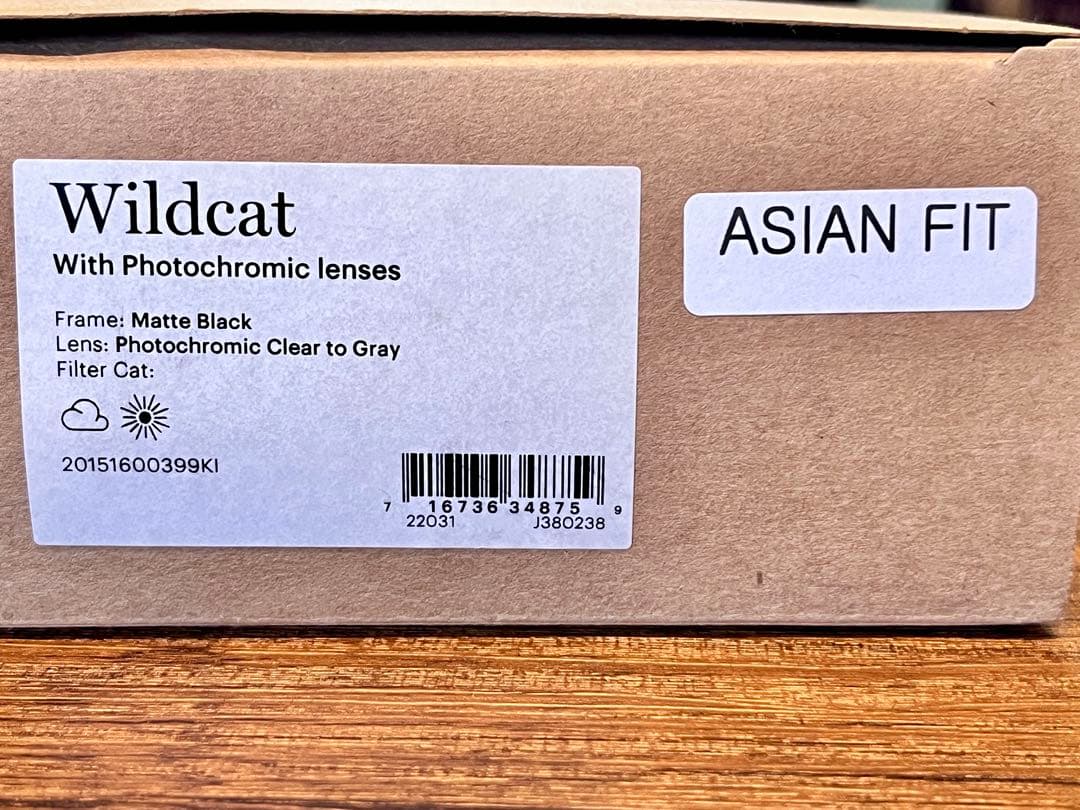 Wildcat
With Photochromic lenses
Frame: Matte Black
Lens: Photochromic Clear to Gray
Filter Cat:
20151600399KI
7 16736 34875 9
22031 J380238
ASIAN FIT